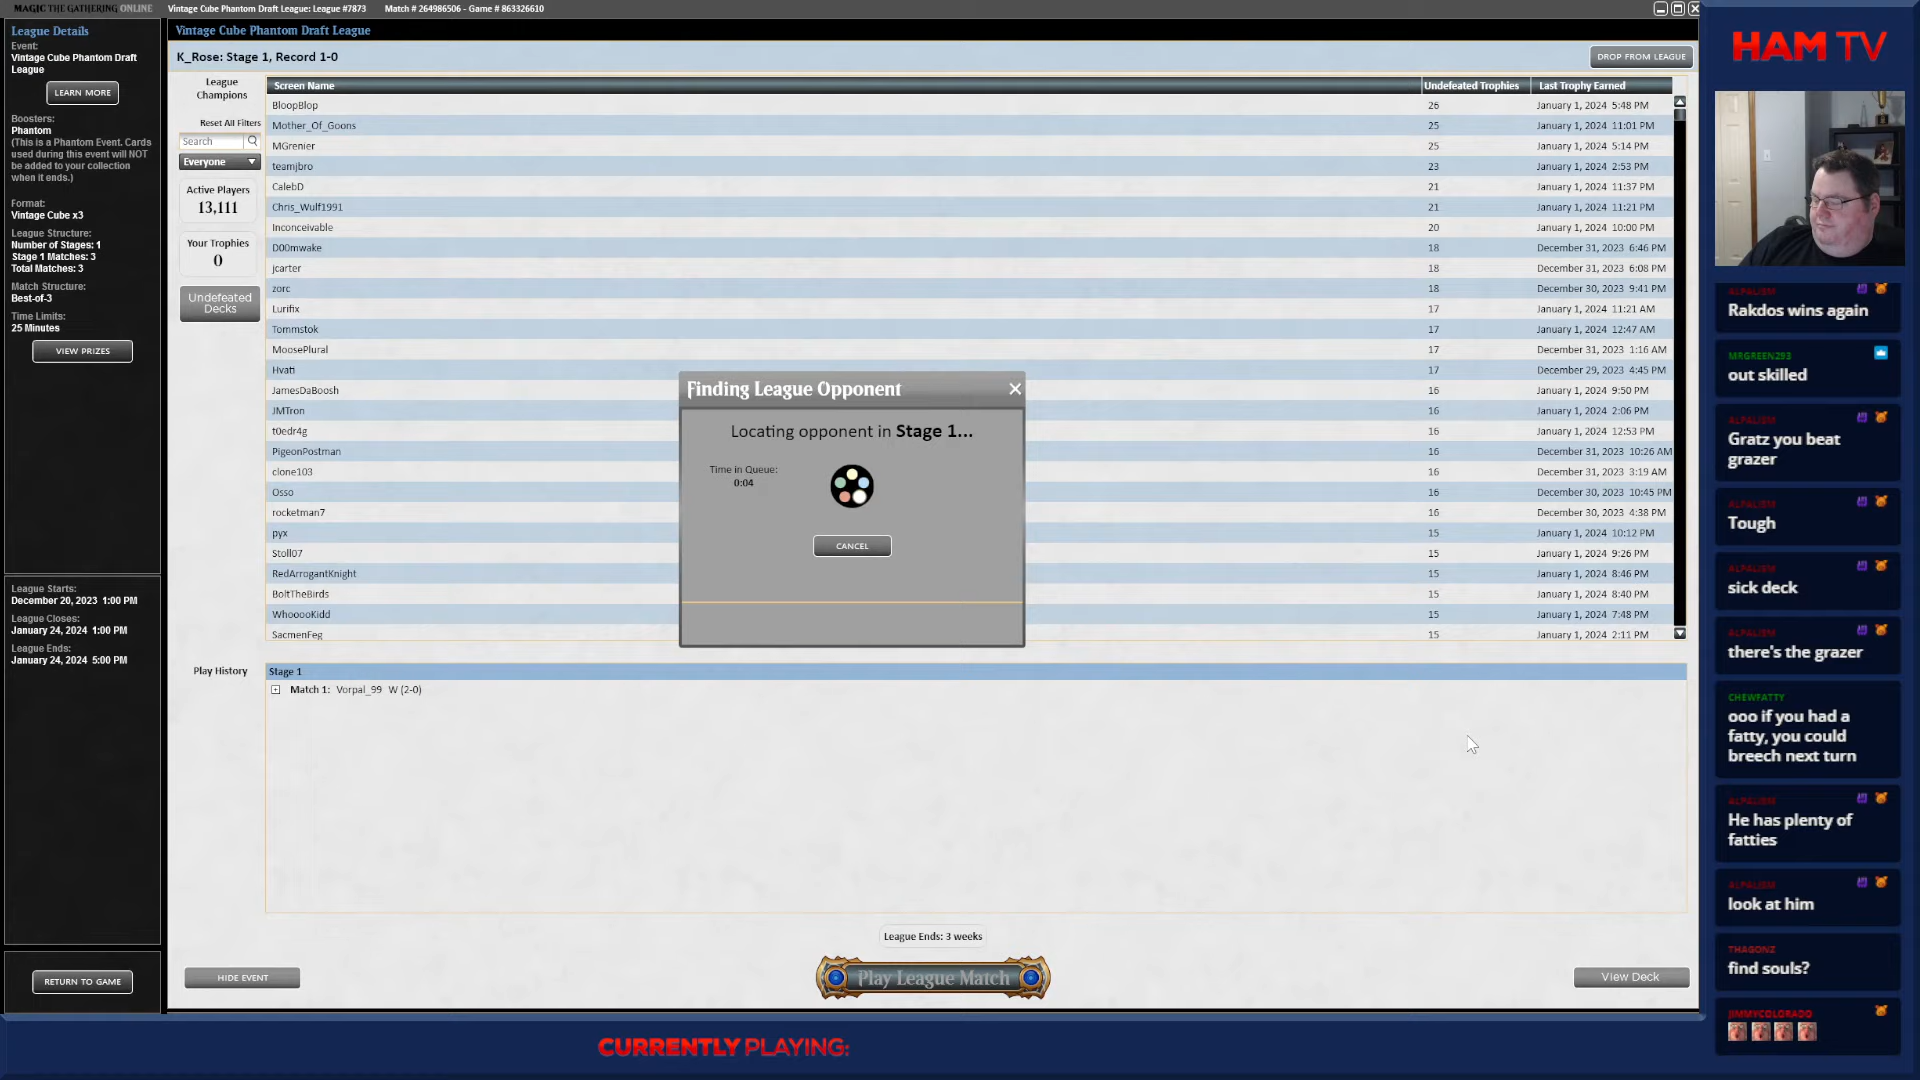 MAGIC THE GATHERING ONLINE
Vintage Cube Phantom Draft League: League #7873
Match # 264986506 - Game # 863326610
League Details
Event:
Vintage Cube Phantom Draft
League
LEARN MORE
Boosters:
Phantom
(This is a Phantom Event. Cards
used during this event will NOT
be added to your collection
when it ends.)
Format:
Vintage Cube x3
League Structure:
Number of Stages: 1
Stage 1 Matches: 3
Total Matches: 3
Match Structure:
Best-of-3
Time Limits:
25 Minutes
VIEW PRIZES
League Starts:
December 20, 2023 1:00 PM
League Closes:
January 24, 2024 1:00 PM
League Ends:
January 24, 2024 5:00 PM
RETURN TO GAME
Vintage Cube Phantom Draft League
K_Rose: Stage 1, Record 1-0
DROP FROM LEAGUE
League
Champions
Reset All Filters
Search
Everyone
Active Players
13,111
Your Trophies
0
Undefeated
Decks
Screen Name Undefeated Trophies Last Trophy Earned
BloopBlop 26 January 1, 2024 5:48 PM
Mother_Of_Goons 25 January 1, 2024 11:01 PM
MGrenier 25 January 1, 2024 5:14 PM
teamjbro 23 January 1, 2024 2:53 PM
CalebD 21 January 1, 2024 11:37 PM
Chris_Wulf1991 21 January 1, 2024 11:21 PM
Inconceivable 20 January 1, 2024 10:00 PM
D00mwake 18 December 31, 2023 6:46 PM
jcarter 18 December 31, 2023 6:08 PM
zorc 18 December 30, 2023 9:41 PM
Lurifix 17 January 1, 2024 11:21 AM
Tommstok 17 January 1, 2024 12:47 AM
MoosePlural 17 December 31, 2023 1:16 AM
Hvati 17 December 29, 2023 4:45 PM
JamesDaBoosh 16 January 1, 2024 9:50 PM
JMTron 16 January 1, 2024 2:06 PM
t0edr4g 16 January 1, 2024 12:53 PM
PigeonPostman 16 December 31, 2023 10:26 AM
clone103 16 December 31, 2023 3:19 AM
Osso 16 December 30, 2023 10:45 PM
rocketman7 16 December 30, 2023 4:38 PM
pyx 15 January 1, 2024 10:12 PM
Stoll07 15 January 1, 2024 9:26 PM
RedArrogantKnight 15 January 1, 2024 8:46 PM
BoltTheBirds 15 January 1, 2024 8:40 PM
WhooooKidd 15 January 1, 2024 7:48 PM
SacmenFeg 15 January 1, 2024 2:11 PM
Finding League Opponent
Locating opponent in Stage 1...
Time in Queue:
0:04
CANCEL
Play History
Stage 1
Match 1: Vorpal_99 W (2-0)
League Ends: 3 weeks
HIDE EVENT
Play League Match
View Deck
CURRENTLY PLAYING:
HAM TV
ALPALISM
Rakdos wins again
MRGREEN293
out skilled
ALPALISM
Gratz you beat
grazer
ALPALISM
Tough
ALPALISM
sick deck
ALPALISM
there's the grazer
CHEWFATTY
ooo if you had a
fatty, you could
breech next turn
ALPALISM
He has plenty of
fatties
ALPALISM
look at him
THAGONZ
find souls?
JIMMYCOLORADO